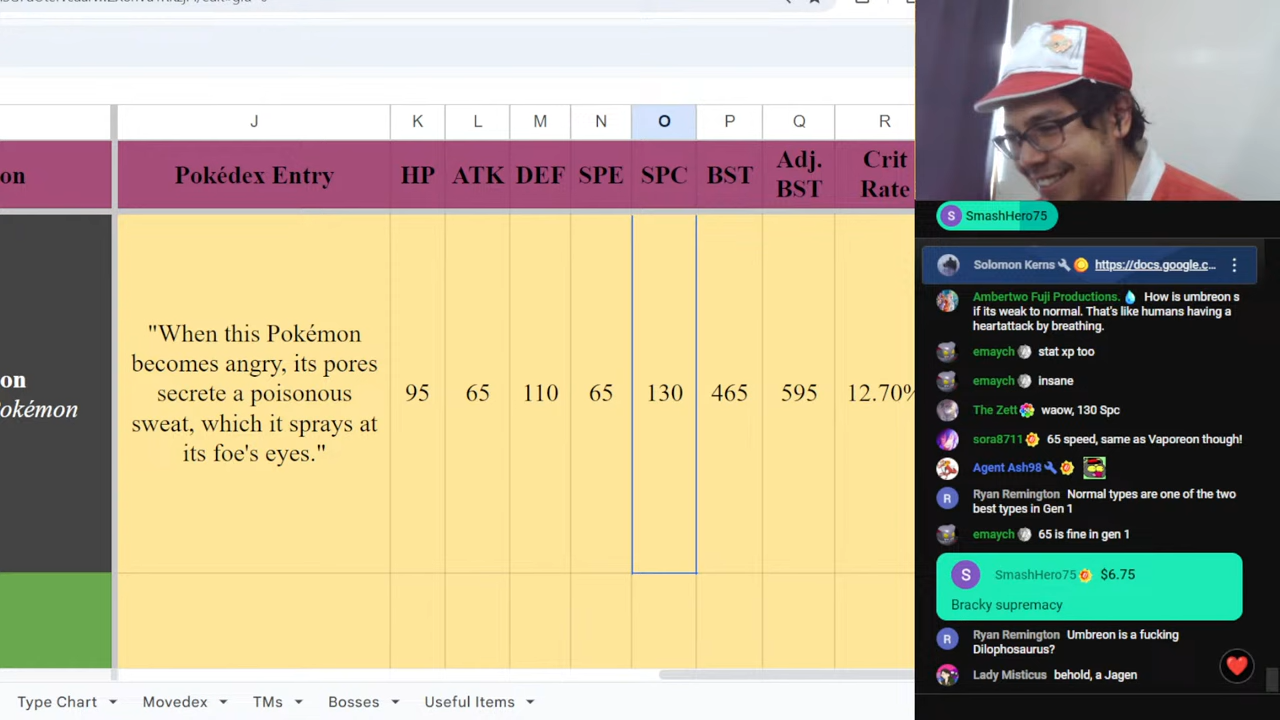 J K L M N O P Q R
on
Pokédex Entry HP ATK DEF SPE SPC BST Adj. BST Crit Rate
on
okémon
"When this Pokémon
becomes angry, its pores
secrete a poisonous
sweat, which it sprays at
its foe's eyes."
95 65 110 65 130 465 595 12.70%
Type Chart Movedex TMs Bosses Useful Items
S SmashHero75
Solomon Kerns https://docs.google.c...
Ambertwo Fuji Productions. How is umbreon s
if its weak to normal. That's like humans having a
heartattack by breathing.
emaych stat xp too
emaych insane
The Zett waow, 130 Spc
sora8711 65 speed, same as Vaporeon though!
Agent Ash98
R Ryan Remington Normal types are one of the two
best types in Gen 1
emaych 65 is fine in gen 1
S SmashHero75 $6.75
Bracky supremacy
R Ryan Remington Umbreon is a fucking
Dilophosaurus?
Lady Misticus behold, a Jagen